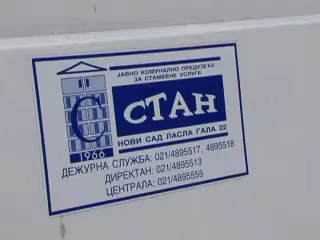 ЈАВНО КОМУНАЛНО ПРЕДУЗЕЋЕ
ЗА СТАМБЕНЕ УСЛУГЕ
С
СТАН
1966
НОВИ САД ЛАСЛА ГАЛА 22
ДЕЖУРНА СЛУЖБА: 021/4895517, 4895518
ДИРЕКТАН: 021/4895513
ЦЕНТРАЛА: 021/4895555